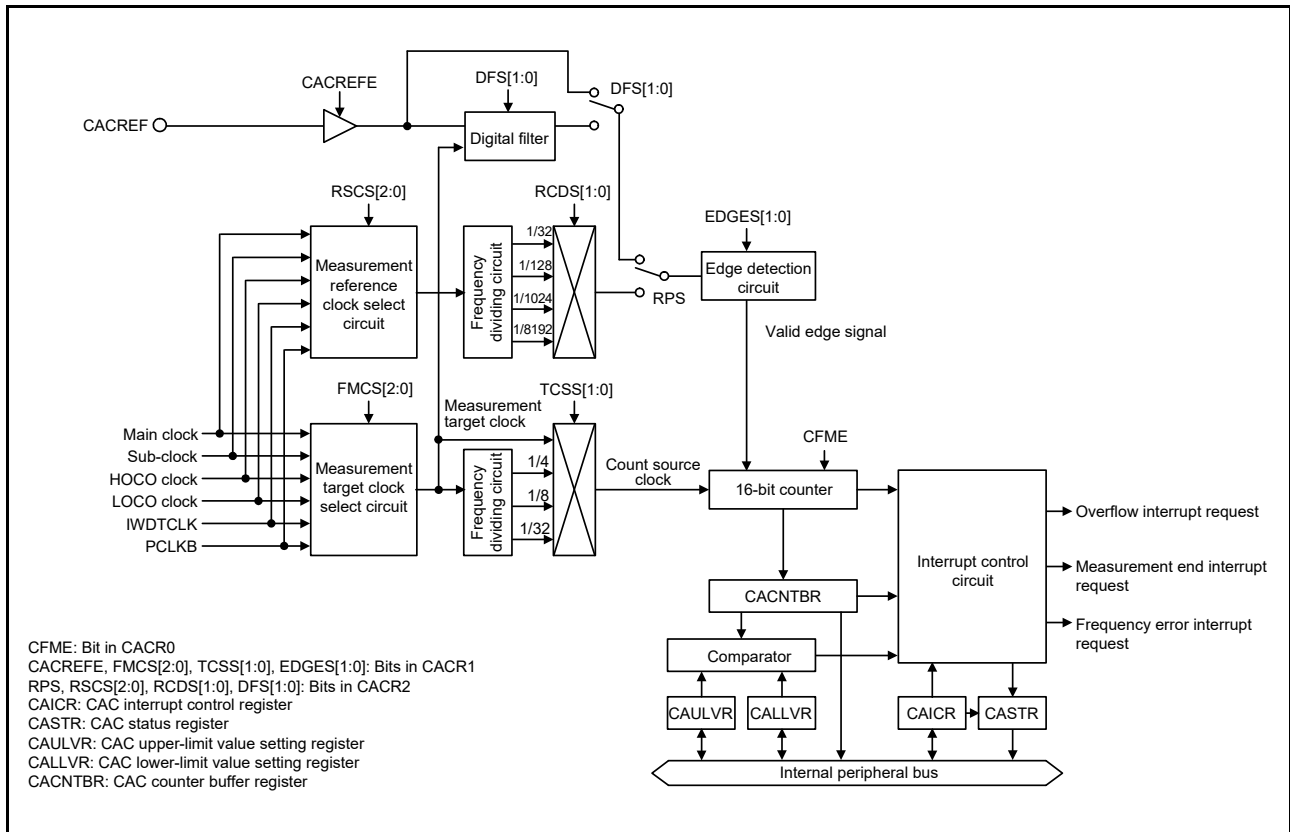 CACREFE
DFS[1:0]
DFS[1:0]
CACREF
Digital filter
RSCS[2:0]
RCDS[1:0]
EDGES[1:0]
Measurement
reference
clock select
circuit
Frequency
dividing circuit
1/32
1/128
1/1024
1/8192
RPS
Edge detection
circuit
Valid edge signal
FMCS[2:0]
Measurement
target clock
TCSS[1:0]
Main clock
Sub-clock
HOCO clock
LOCO clock
IWDTCLK
PCLKB
Measurement
target clock
select circuit
Frequency
dividing circuit
1/4
1/8
1/32
Count source
clock
CFME
16-bit counter
Interrupt control
circuit
Overflow interrupt request
Measurement end interrupt
request
Frequency error interrupt
request
CACNTBR
Comparator
CAULVR
CALLVR
CAICR
CASTR
Internal peripheral bus
CFME: Bit in CACR0
CACREFE, FMCS[2:0], TCSS[1:0], EDGES[1:0]: Bits in CACR1
RPS, RSCS[2:0], RCDS[1:0], DFS[1:0]: Bits in CACR2
CAICR: CAC interrupt control register
CASTR: CAC status register
CAULVR: CAC upper-limit value setting register
CALLVR: CAC lower-limit value setting register
CACNTBR: CAC counter buffer register